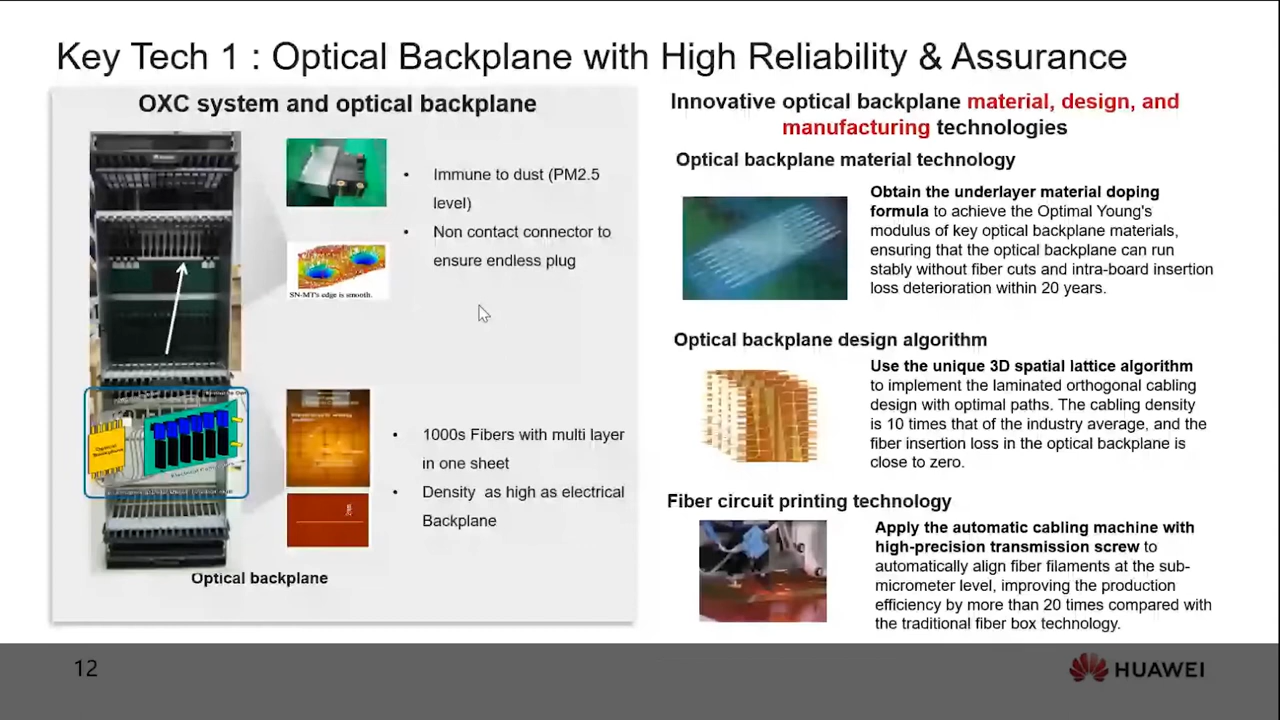 Key Tech 1 : Optical Backplane with High Reliability & Assurance
OXC system and optical backplane
Immune to dust (PM2.5
level)
Non contact connector to
ensure endless plug
SN-MT's edge is smooth.
1000s Fibers with multi layer
in one sheet
Density as high as electrical
Backplane
Optical backplane
Innovative optical backplane material, design, and
manufacturing technologies
Optical backplane material technology
Obtain the underlayer material doping
formula to achieve the Optimal Young's
modulus of key optical backplane materials,
ensuring that the optical backplane can run
stably without fiber cuts and intra-board insertion
loss deterioration within 20 years.
Optical backplane design algorithm
Use the unique 3D spatial lattice algorithm
to implement the laminated orthogonal cabling
design with optimal paths. The cabling density
is 10 times that of the industry average, and the
fiber insertion loss in the optical backplane is
close to zero.
Fiber circuit printing technology
Apply the automatic cabling machine with
high-precision transmission screw to
automatically align fiber filaments at the sub-
micrometer level, improving the production
efficiency by more than 20 times compared with
the traditional fiber box technology.
12
HUAWEI